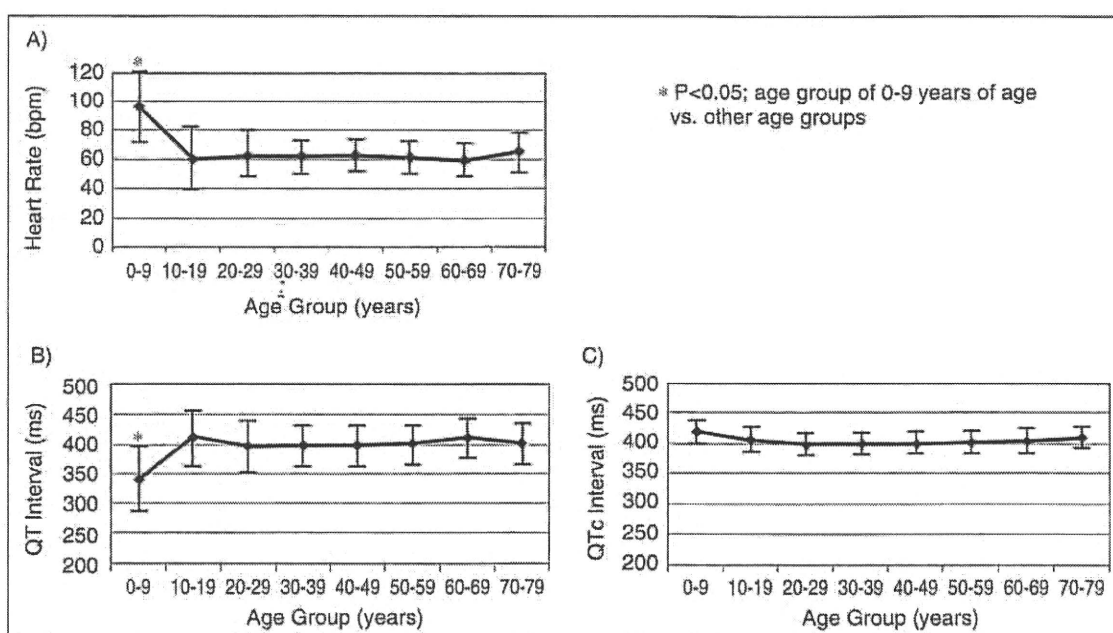 A)
Heart Rate (bpm)
120
100
80
60
40
20
0
0-9 10-19 20-29 30-39 40-49 50-59 60-69 70-79
Age Group (years)
*
* P<0.05; age group of 0-9 years of age
vs. other age groups
B)
QT Interval (ms)
500
450
400
350
300
250
200
*
0-9 10-19 20-29 30-39 40-49 50-59 60-69 70-79
Age Group (years)
C)
QTc Interval (ms)
500
450
400
350
300
250
200
0-9 10-19 20-29 30-39 40-49 50-59 60-69 70-79
Age Group (years)